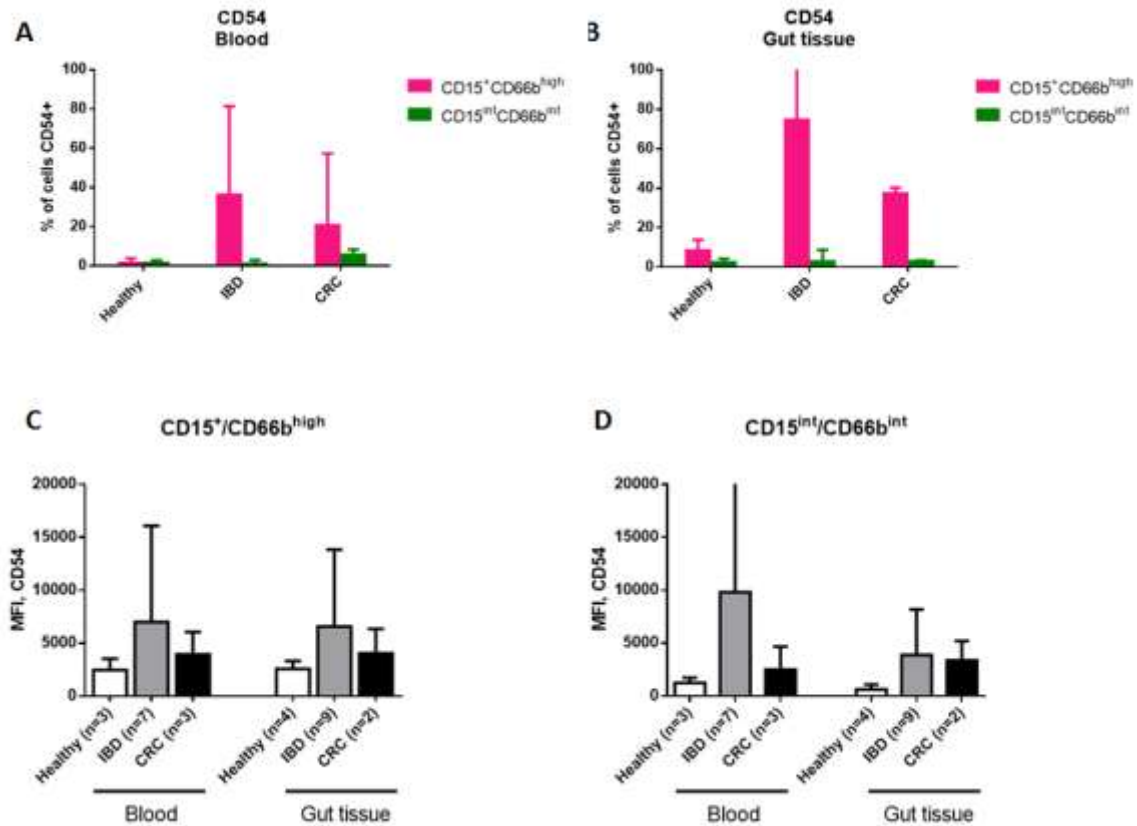 A
CD54
Blood
% of cells CD54+
100
80
60
40
20
0
Healthy
IBD
CRC
CD15⁺CD66bʰⁱᵍʰ
CD15ⁱⁿᵗCD66bⁱⁿᵗ
B
CD54
Gut tissue
% of cells CD54+
100
80
60
40
20
0
Healthy
IBD
CRC
CD15⁺CD66bʰⁱᵍʰ
CD15ⁱⁿᵗCD66bⁱⁿᵗ
C
CD15⁺/CD66bʰⁱᵍʰ
MFI, CD54
20000
15000
10000
5000
0
Healthy (n=3)
IBD (n=7)
CRC (n=3)
Healthy (n=4)
IBD (n=9)
CRC (n=2)
Blood
Gut tissue
D
CD15ⁱⁿᵗ/CD66bⁱⁿᵗ
MFI, CD54
20000
15000
10000
5000
0
Healthy (n=3)
IBD (n=7)
CRC (n=3)
Healthy (n=4)
IBD (n=9)
CRC (n=2)
Blood
Gut tissue